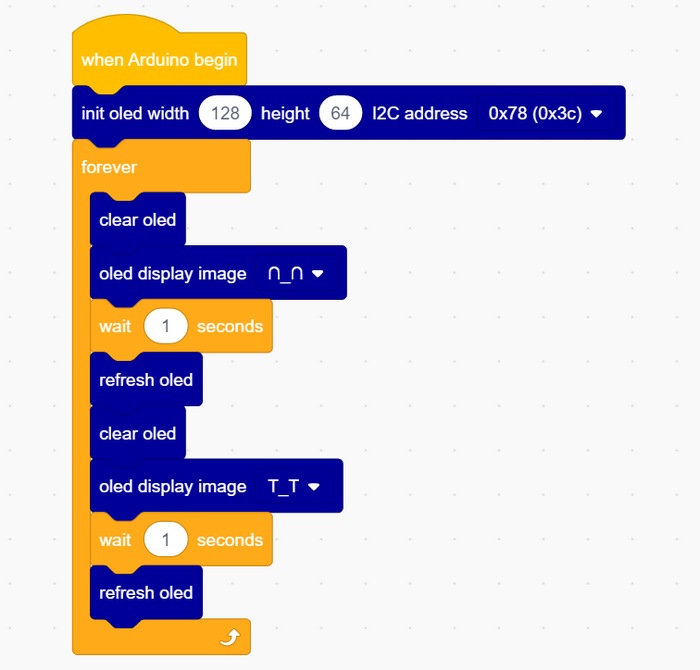 when Arduino begin
init oled width 128 height 64 I2C address 0x78 (0x3c)
forever
clear oled
oled display image ∩_∩
wait 1 seconds
refresh oled
clear oled
oled display image T_T
wait 1 seconds
refresh oled